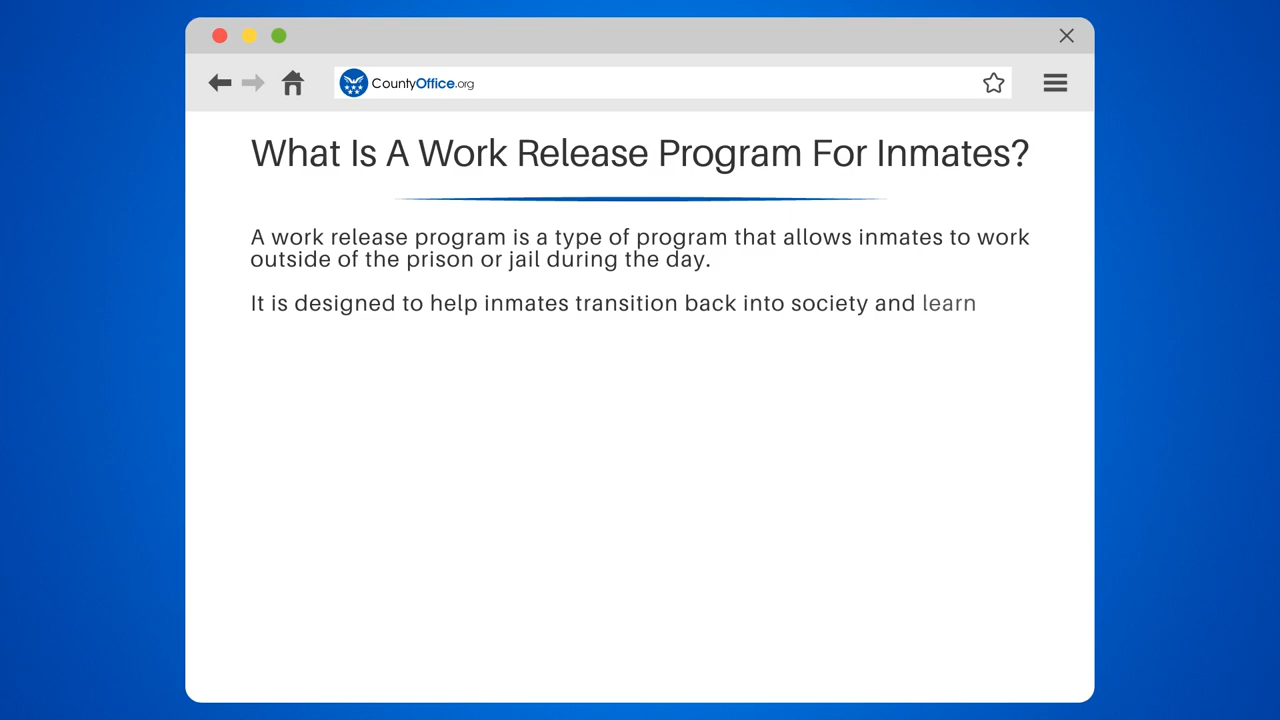 CountyOffice.org
What Is A Work Release Program For Inmates?
A work release program is a type of program that allows inmates to work
outside of the prison or jail during the day.
It is designed to help inmates transition back into society and learn